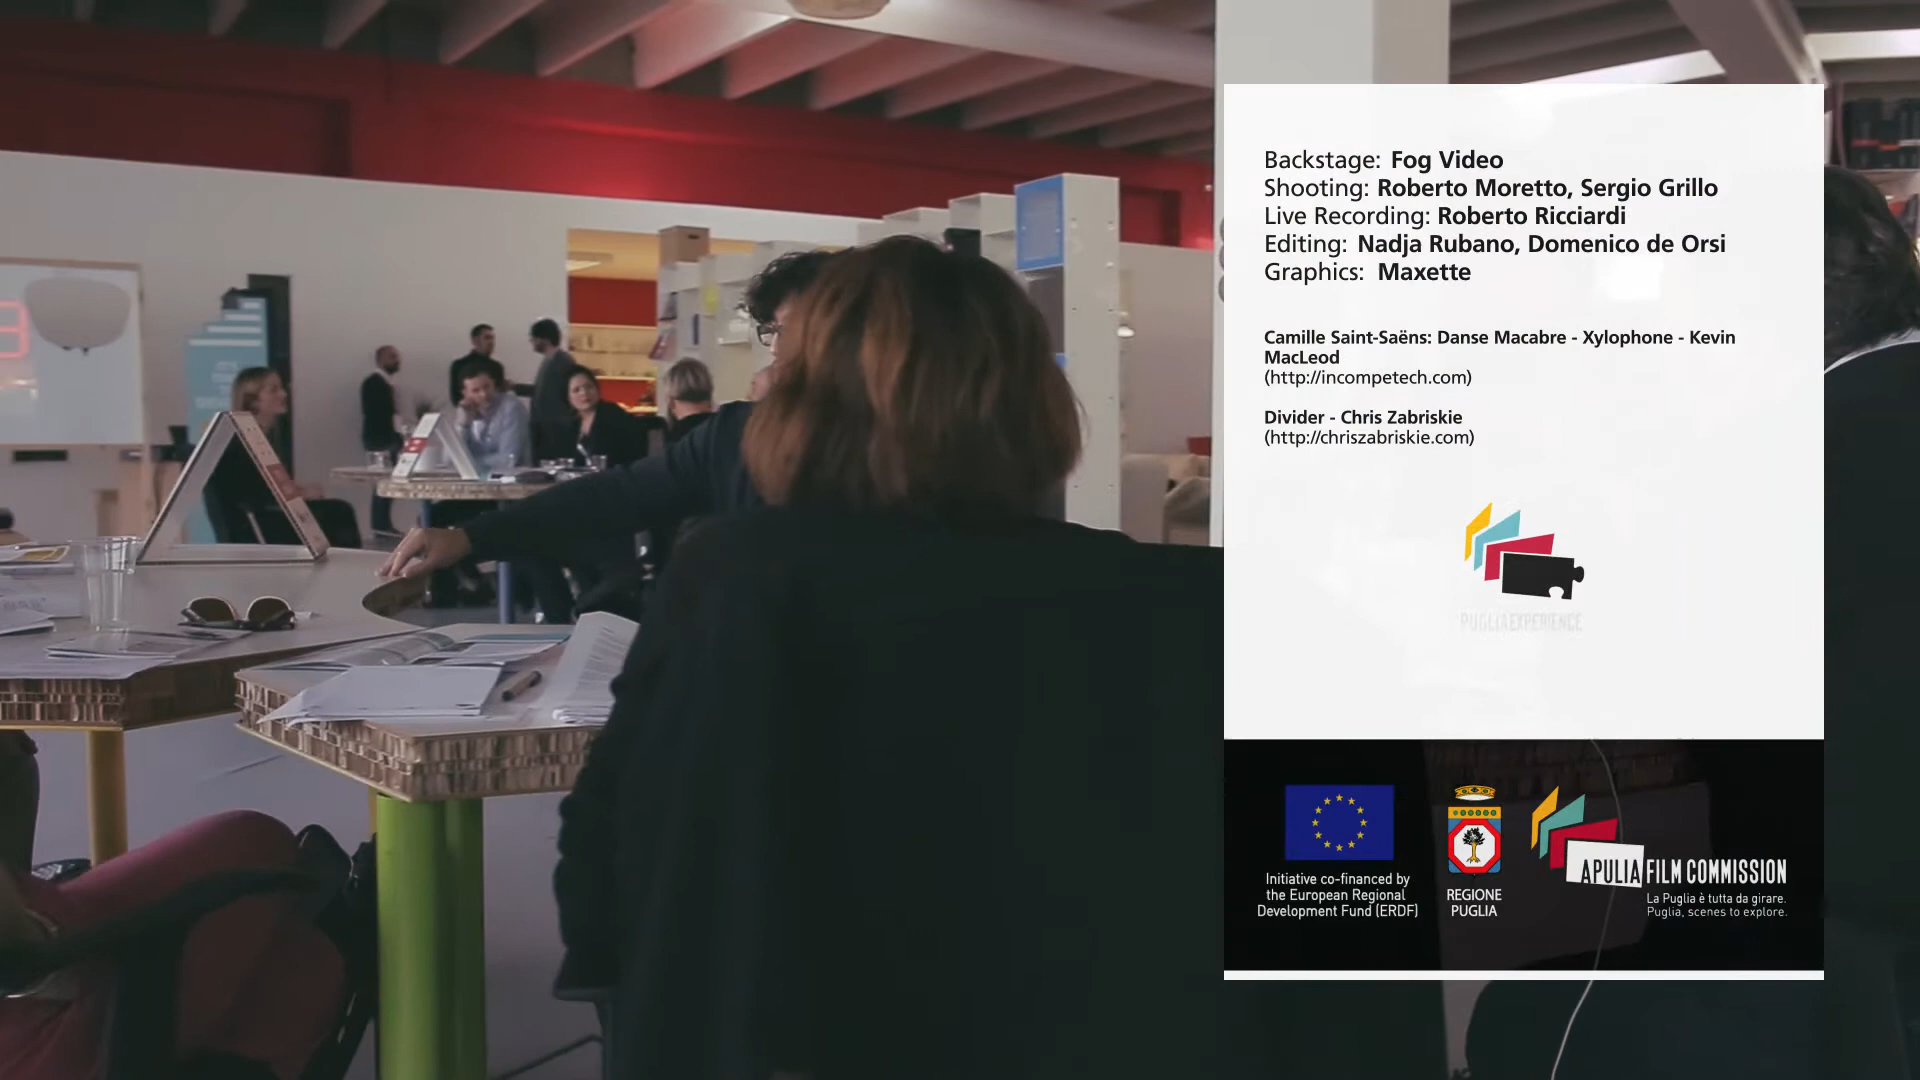 Backstage: Fog Video
Shooting: Roberto Moretto, Sergio Grillo
Live Recording: Roberto Ricciardi
Editing: Nadja Rubano, Domenico de Orsi
Graphics: Maxette
Camille Saint-Saëns: Danse Macabre - Xylophone - Kevin
MacLeod
(http://incompetech.com)
Divider - Chris Zabriskie
(http://chriszabriskie.com)
PUGLIAEXPERIENCE
Initiative co-financed by
the European Regional
Development Fund (ERDF)
REGIONE
PUGLIA
APULIA FILM COMMISSION
La Puglia è tutta da girare.
Puglia, scenes to explore.